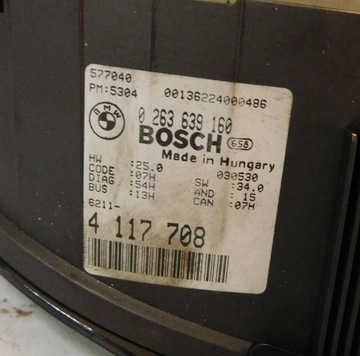 577040
PM:5304 00136224000486
BMW 0 263 639 160
BOSCH 658
Made in Hungary
HW :25.0 030530
CODE :07H SW :34.0
DIAG :54H AND : 15
BUS :13H CAN :07H
6211-
4 117 708